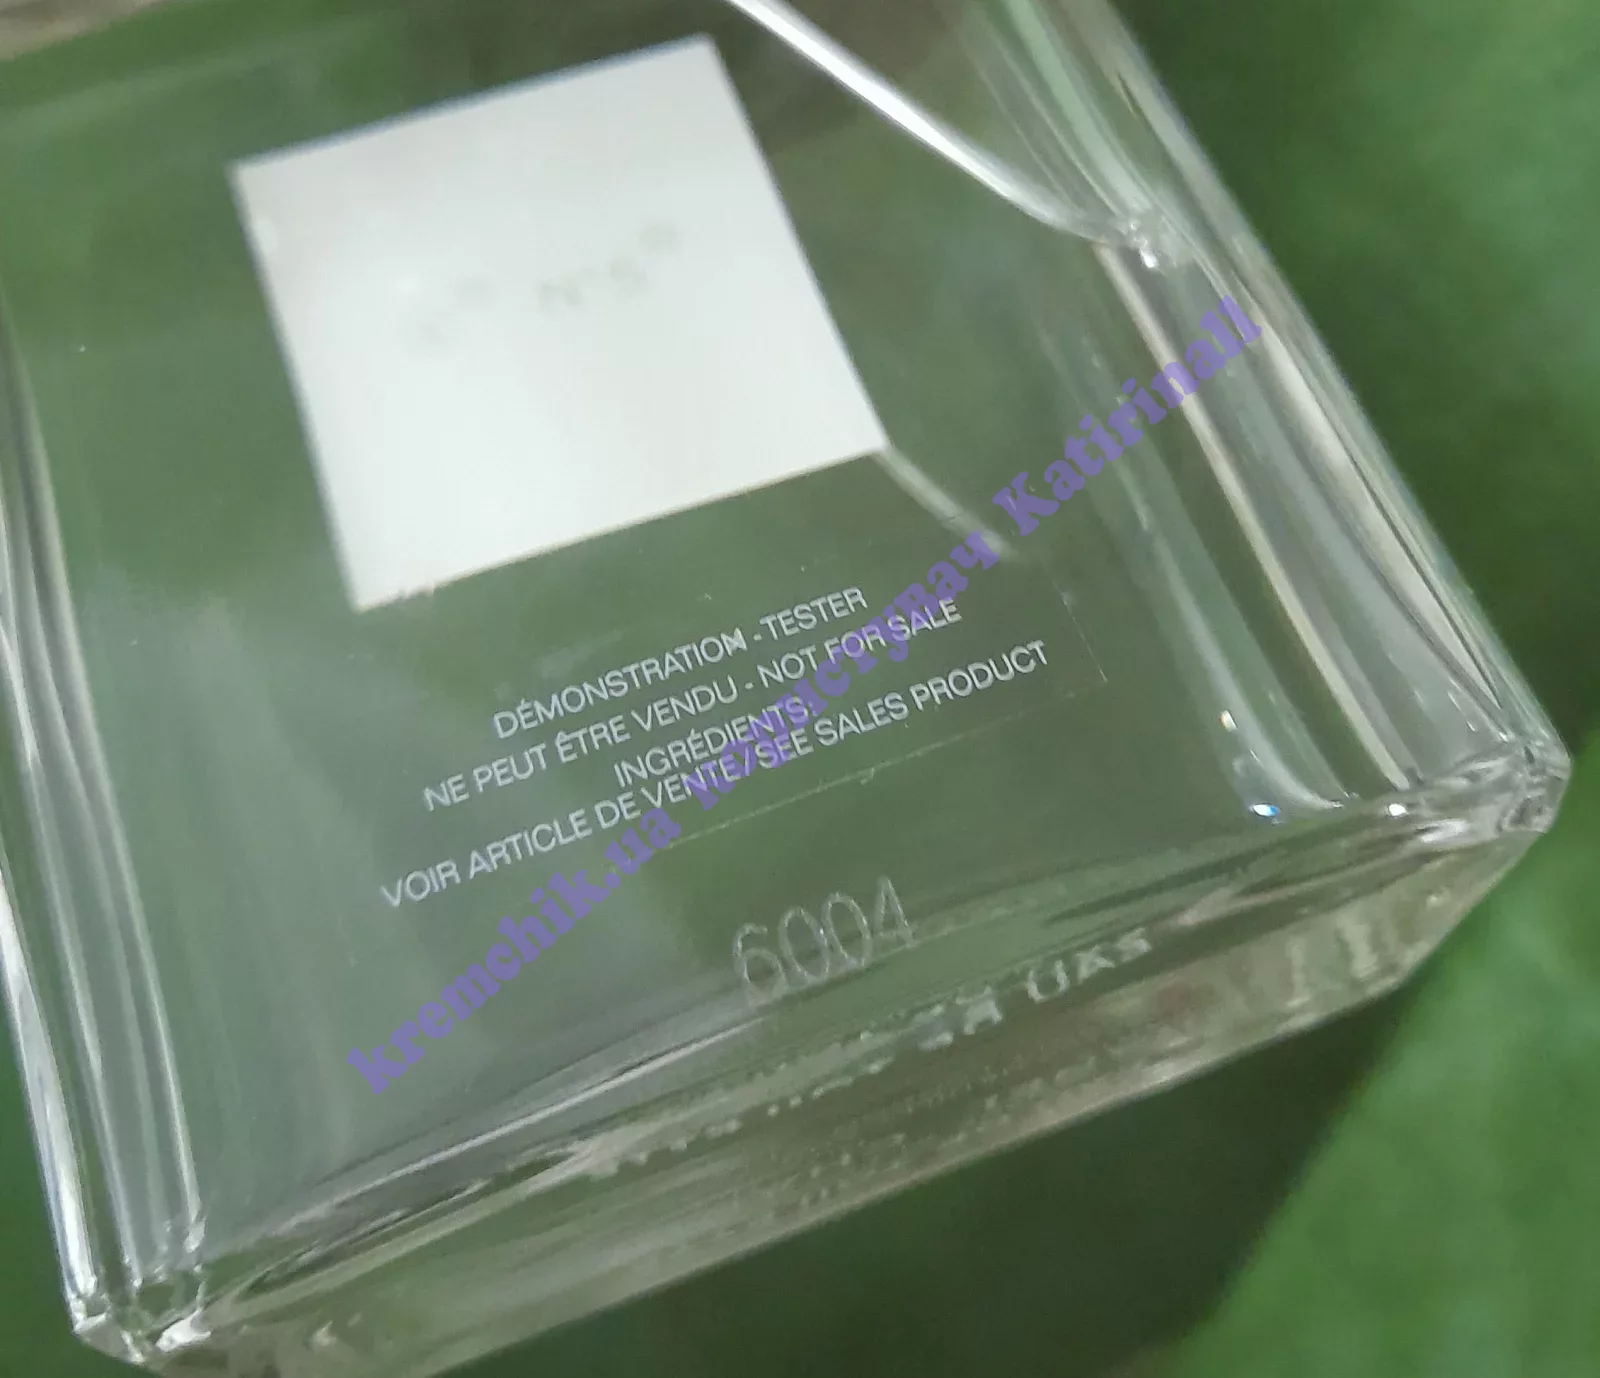 DÉMONSTRATION - TESTER
NE PEUT ÊTRE VENDU - NOT FOR SALE
INGRÉDIENTS:
VOIR ARTICLE DE VENTE / SEE SALES PRODUCT
6004
kremchik.ua користувач Katirinall